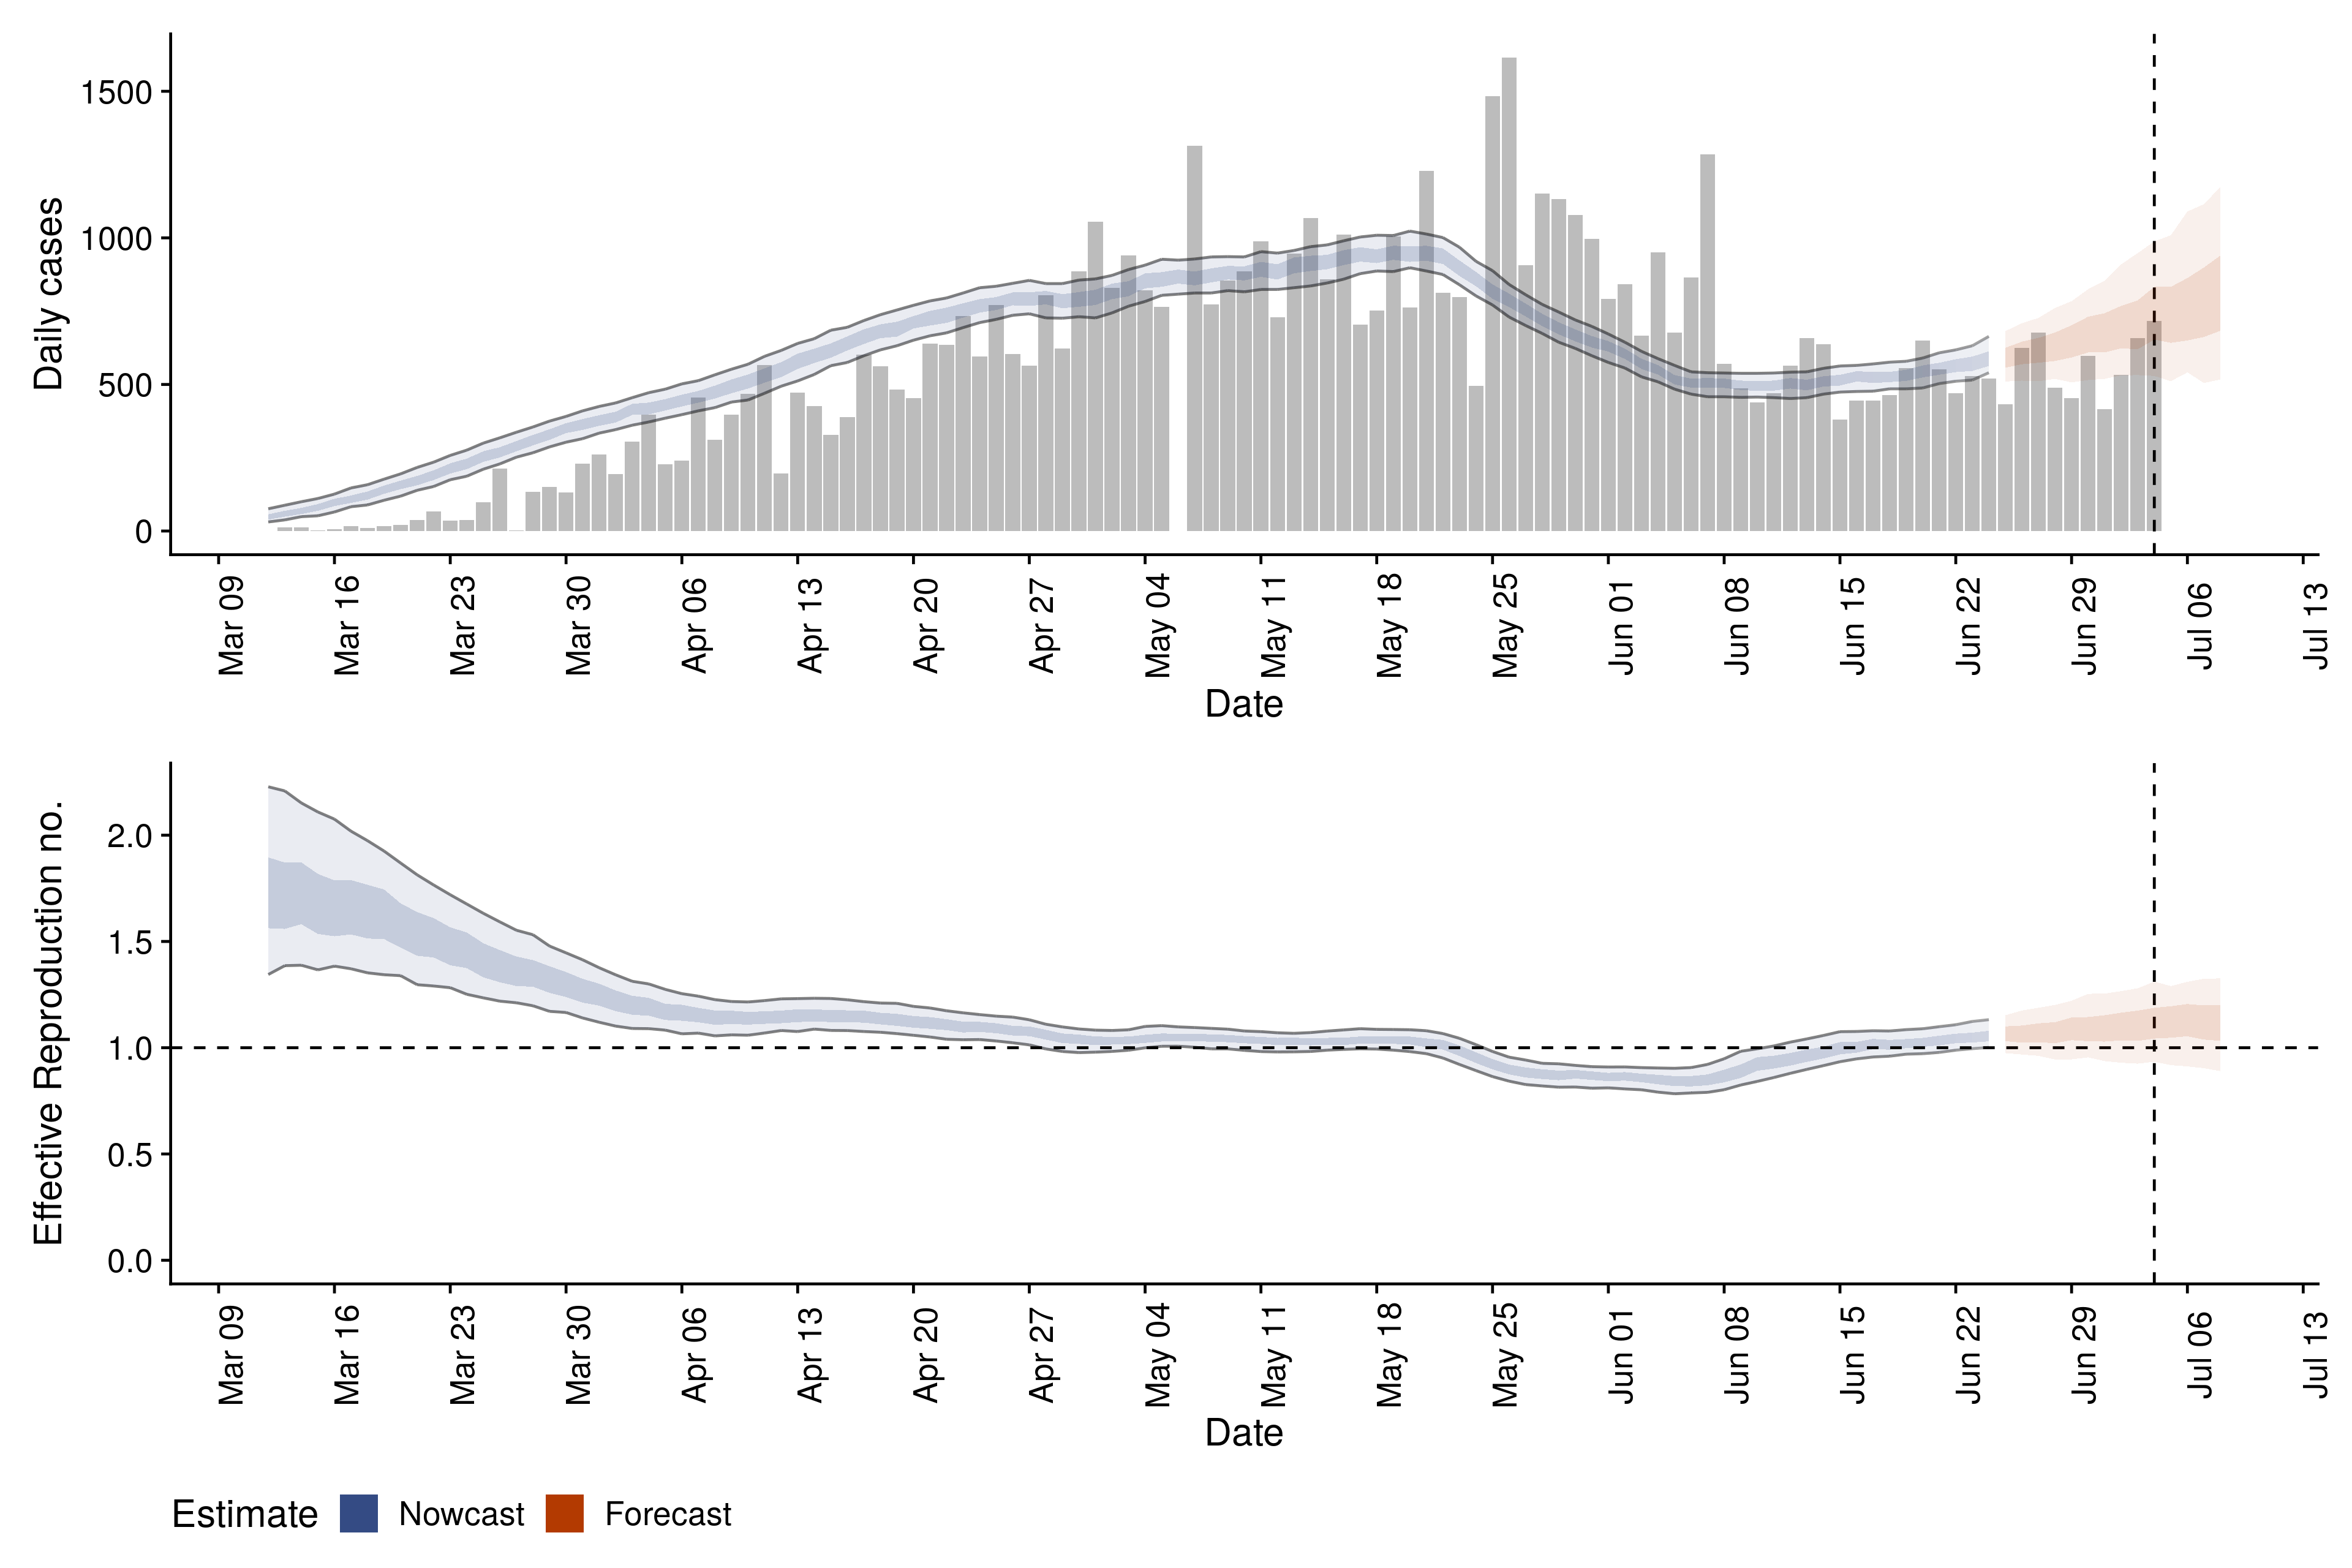 Daily cases
1500
1000
500
0
Mar 09 Mar 16 Mar 23 Mar 30 Apr 06 Apr 13 Apr 20 Apr 27 May 04 May 11 May 18 May 25 Jun 01 Jun 08 Jun 15 Jun 22 Jun 29 Jul 06 Jul 13
Date
Effective Reproduction no.
2.0
1.5
1.0
0.5
0.0
Mar 09 Mar 16 Mar 23 Mar 30 Apr 06 Apr 13 Apr 20 Apr 27 May 04 May 11 May 18 May 25 Jun 01 Jun 08 Jun 15 Jun 22 Jun 29 Jul 06 Jul 13
Date
Estimate Nowcast Forecast